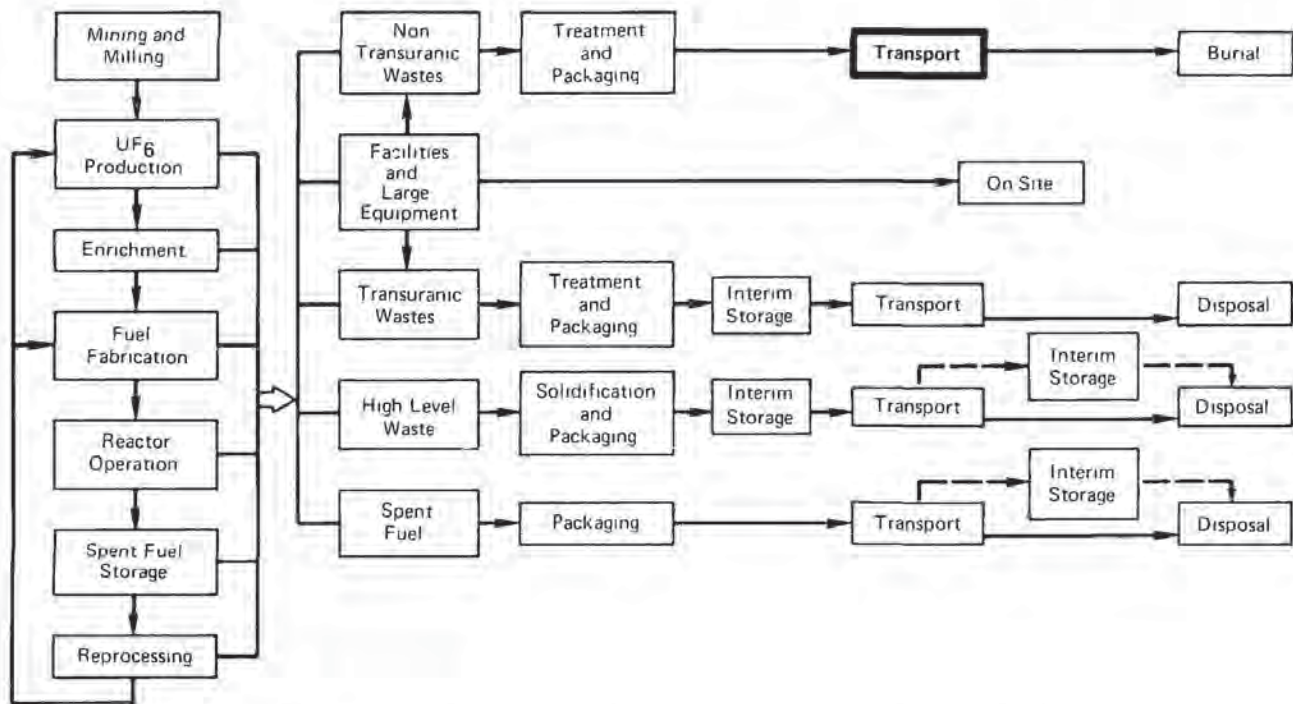 Mining and
Milling
UF6
Production
Enrichment
Fuel
Fabrication
Reactor
Operation
Spent Fuel
Storage
Reprocessing
Non
Transuranic
Wastes
Treatment
and
Packaging
Transport
Burial
Facilities
and
Large
Equipment
On Site
Transuranic
Wastes
Treatment
and
Packaging
Interim
Storage
Transport
Disposal
High Level
Waste
Solidification
and
Packaging
Interim
Storage
Transport
Interim
Storage
Disposal
Spent
Fuel
Packaging
Transport
Interim
Storage
Disposal